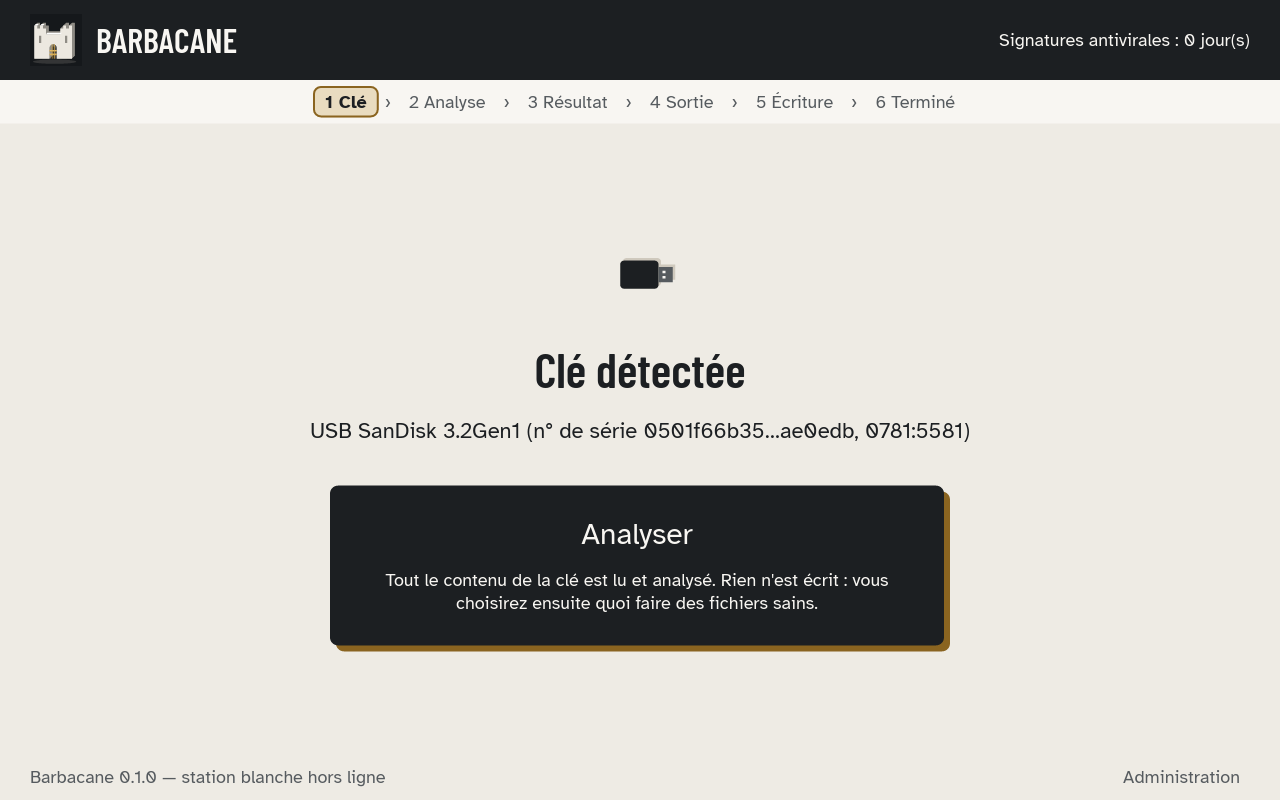 BARBACANE
Signatures antivirales : 0 jour(s)
1 Clé › 2 Analyse › 3 Résultat › 4 Sortie › 5 Écriture › 6 Terminé
Clé détectée
USB SanDisk 3.2Gen1 (n° de série 0501f66b35...ae0edb, 0781:5581)
Analyser
Tout le contenu de la clé est lu et analysé. Rien n'est écrit : vous
choisirez ensuite quoi faire des fichiers sains.
Barbacane 0.1.0 — station blanche hors ligne
Administration